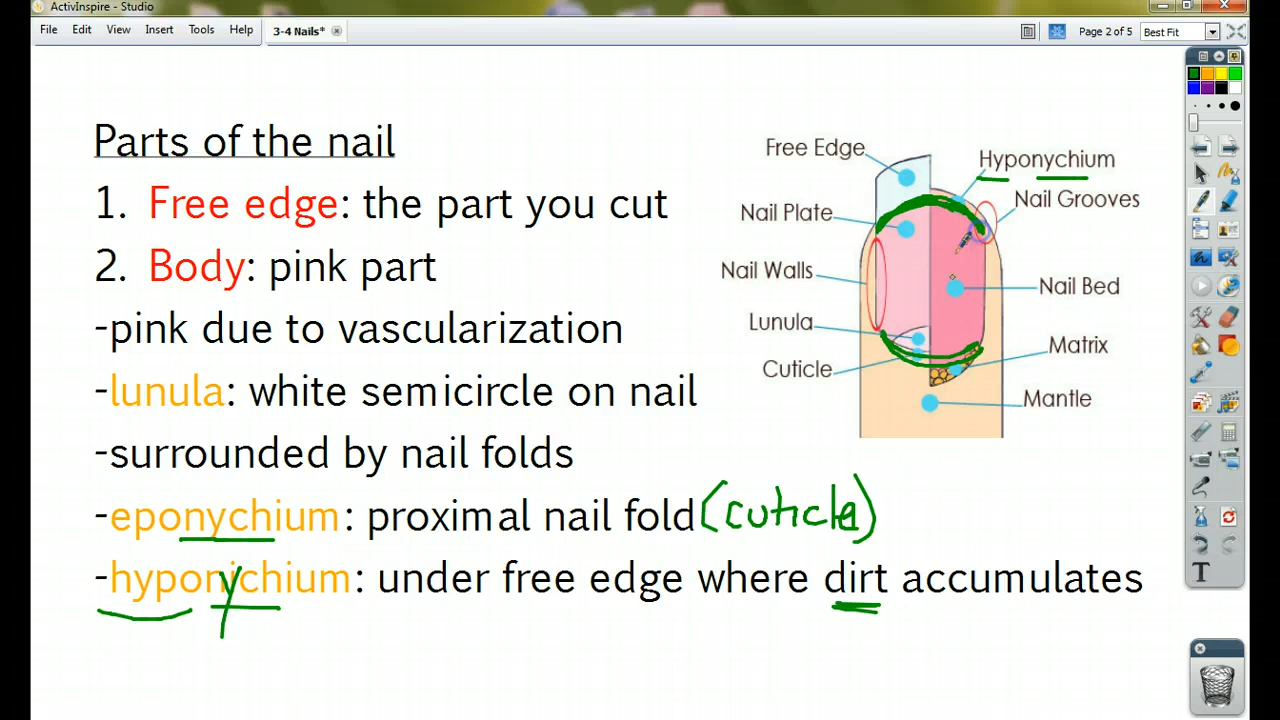 ActivInspire - Studio
File Edit View Insert Tools Help 3-4 Nails* Page 2 of 5 Best Fit
Parts of the nail
1. Free edge: the part you cut
2. Body: pink part
-pink due to vascularization
-lunula: white semicircle on nail
-surrounded by nail folds
-eponychium: proximal nail fold (cuticle)
-hyponichium: under free edge where dirt accumulates
y
Free Edge
Hyponychium
Nail Grooves
Nail Plate
Nail Walls
Nail Bed
Lunula
Matrix
Cuticle
Mantle
T